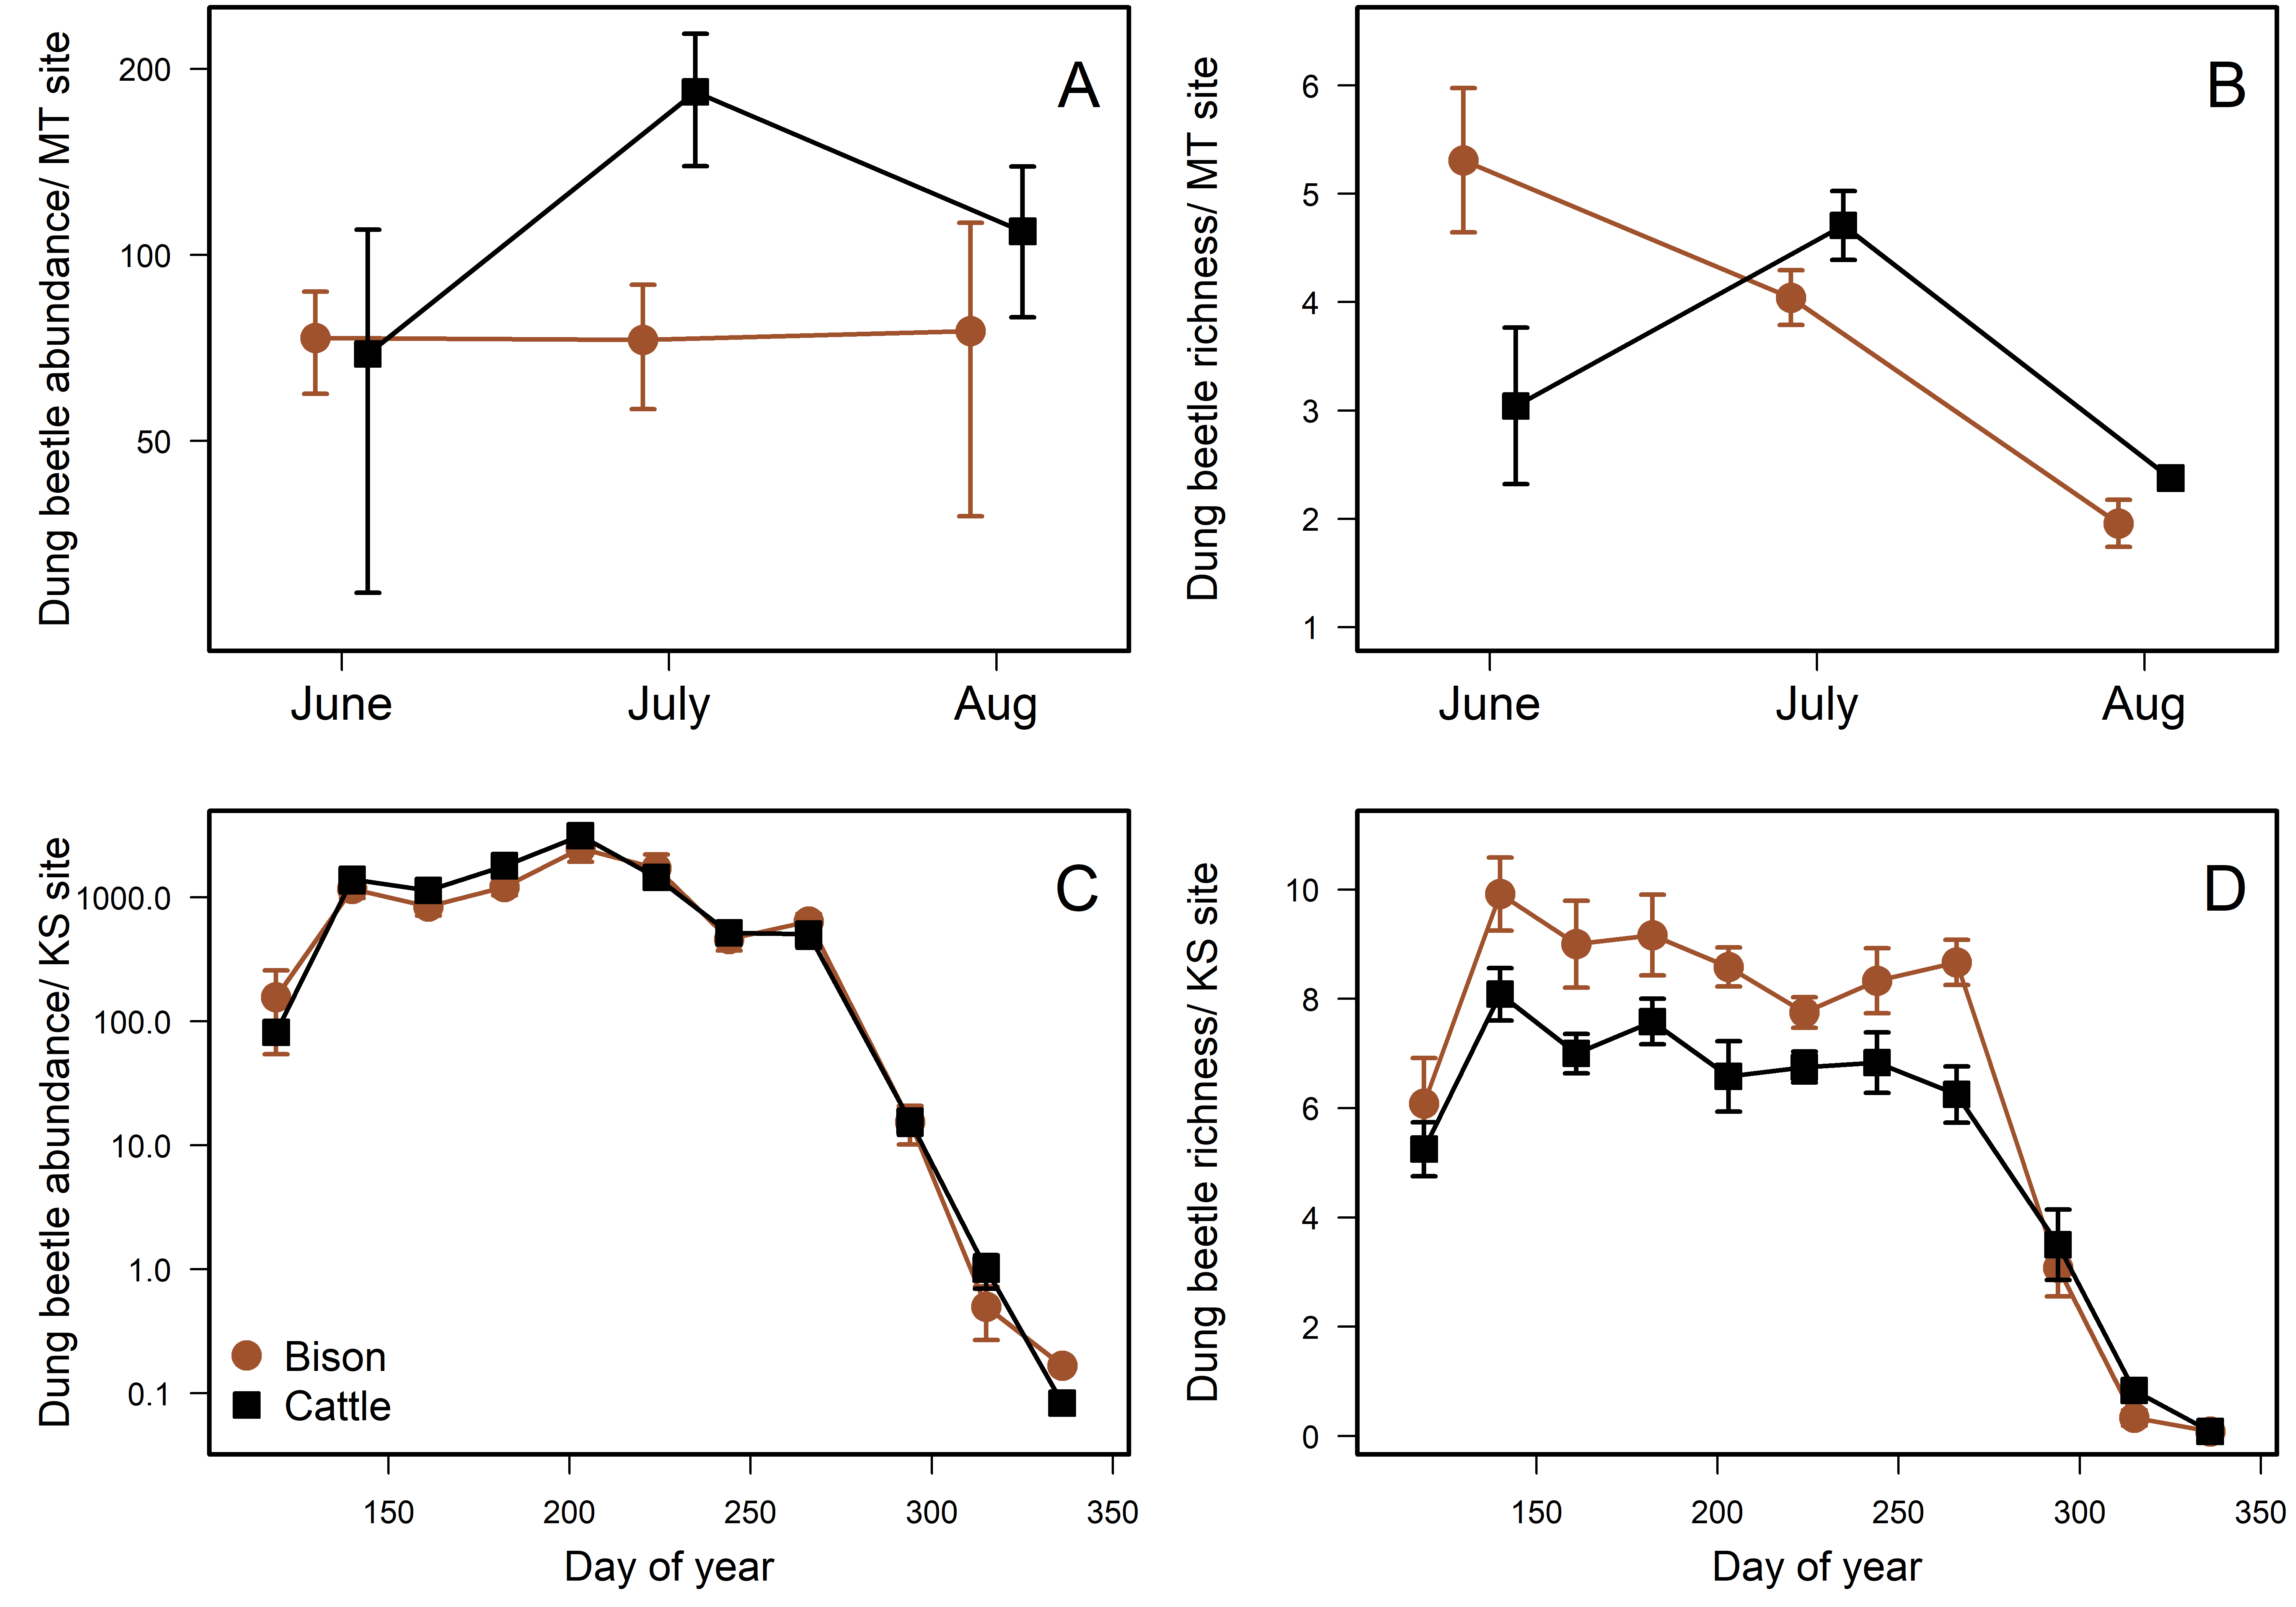 Dung beetle abundance/ MT site
200
100
50
A
June July Aug
Dung beetle richness/ MT site
6
5
4
3
2
1
B
June July Aug
Dung beetle abundance/ KS site
1000.0
100.0
10.0
1.0
0.1
C
Bison
Cattle
150 200 250 300 350
Day of year
Dung beetle richness/ KS site
10
8
6
4
2
0
D
150 200 250 300 350
Day of year